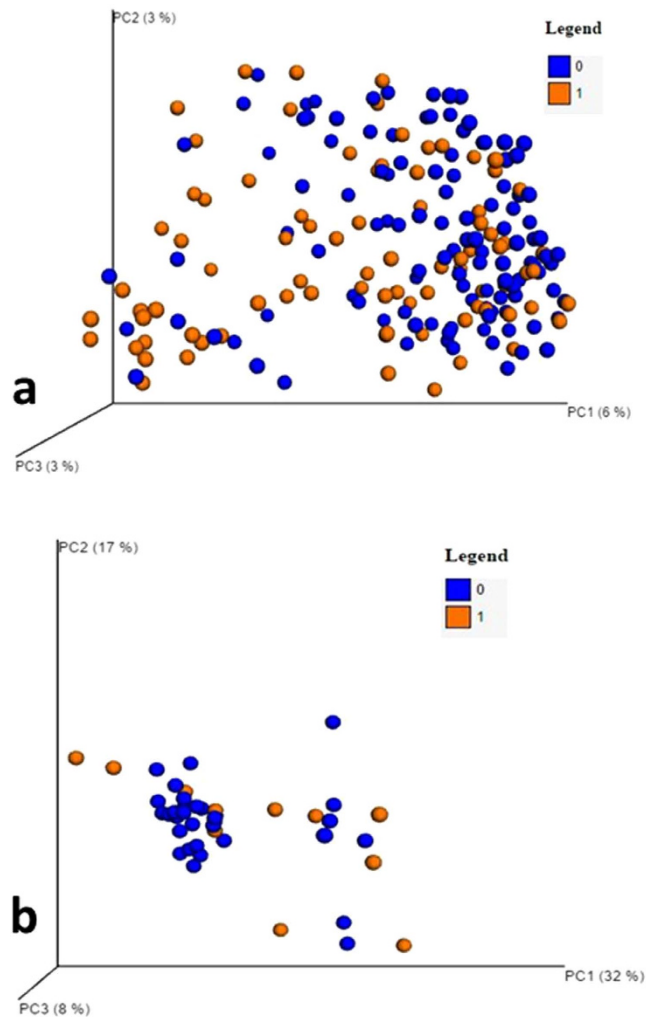 PC2 (3 %)
Legend
0
1
a
PC1 (6 %)
PC3 (3 %)
PC2 (17 %)
Legend
0
1
b
PC1 (32 %)
PC3 (8 %)